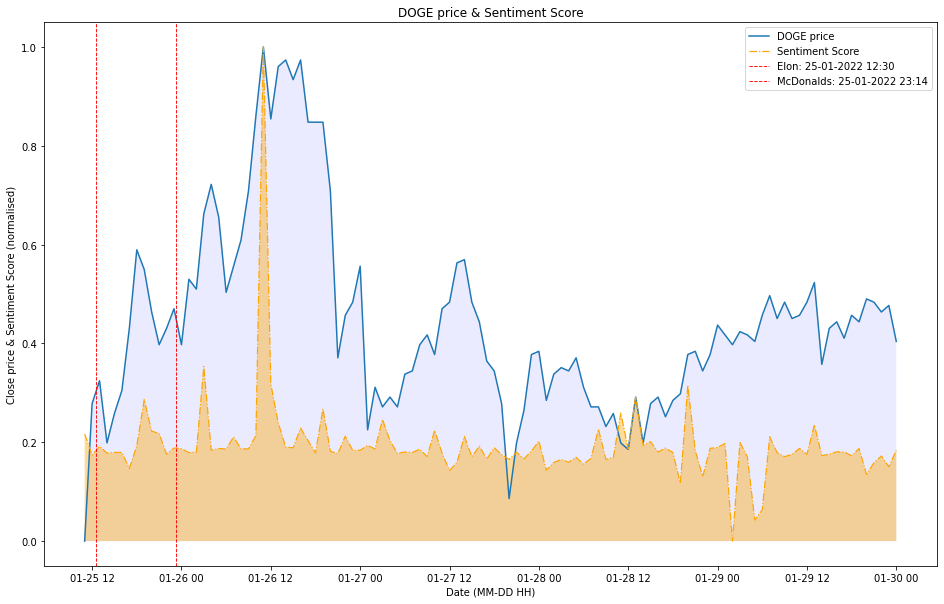 DOGE price & Sentiment Score
DOGE price
Sentiment Score
Elon: 25-01-2022 12:30
McDonalds: 25-01-2022 23:14
Close price & Sentiment Score (normalised)
1.0
0.8
0.6
0.4
0.2
0.0
01-25 12
01-26 00
01-26 12
01-27 00
01-27 12
01-28 00
01-28 12
01-29 00
01-29 12
01-30 00
Date (MM-DD HH)